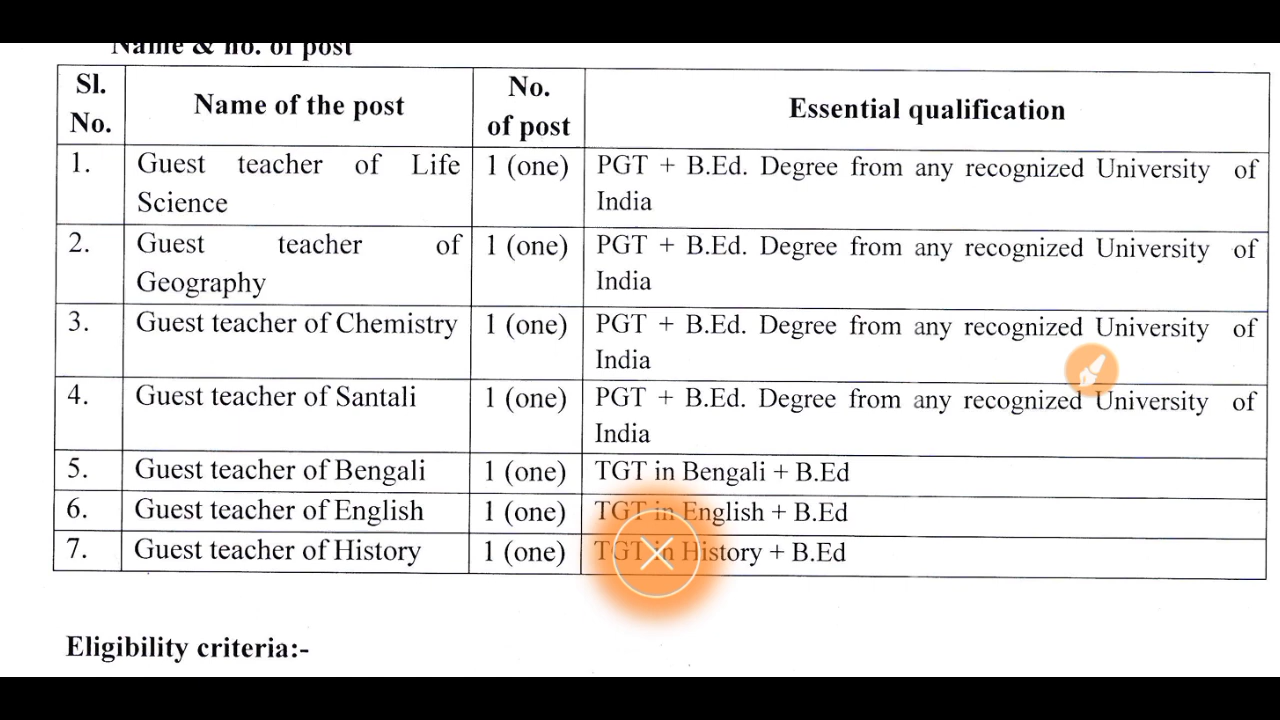 Name & no. of post
Sl. No. Name of the post No. of post Essential qualification
1. Guest teacher of Life Science 1 (one) PGT + B.Ed. Degree from any recognized University of India
2. Guest teacher of Geography 1 (one) PGT + B.Ed. Degree from any recognized University of India
3. Guest teacher of Chemistry 1 (one) PGT + B.Ed. Degree from any recognized University of India
4. Guest teacher of Santali 1 (one) PGT + B.Ed. Degree from any recognized University of India
5. Guest teacher of Bengali 1 (one) TGT in Bengali + B.Ed
6. Guest teacher of English 1 (one) TGT in English + B.Ed
7. Guest teacher of History 1 (one) TGT in History + B.Ed
Eligibility criteria:-